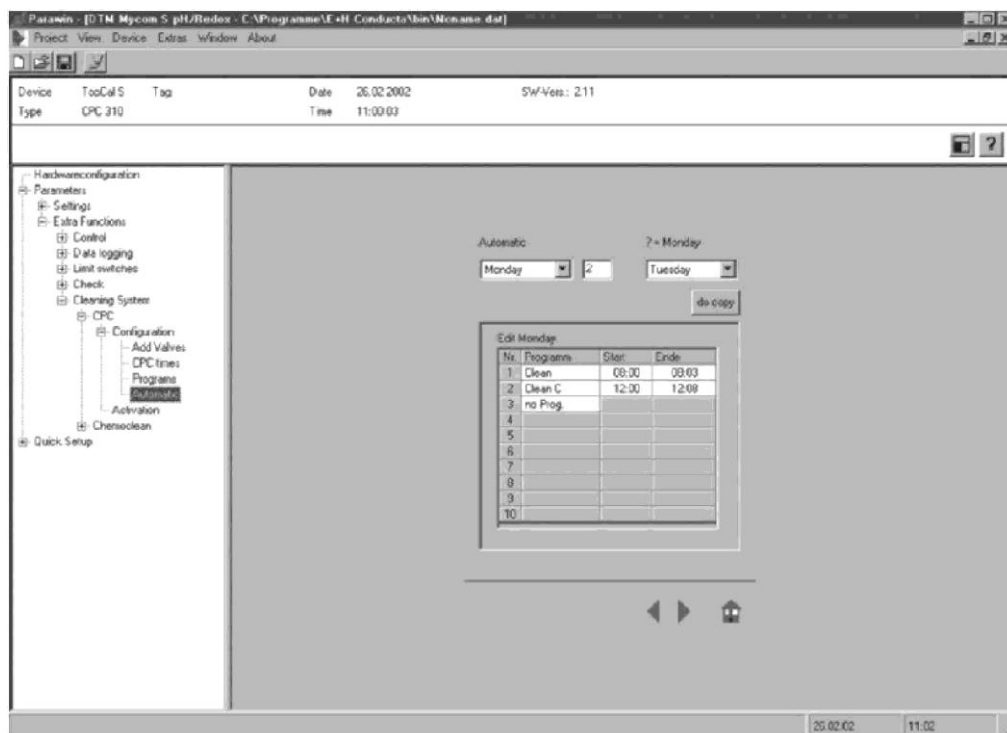 Parawin - [DTM Mycom S pH/Redox - C:\Programme\E+H Conducta\bin\Noname.dat]
Project View Device Extras Window About
Device TopCal S Tag: Date 26.02.2002 SW-Vers.: 2.11
Type CPC 310 Time 11:00:03
?
Hardwareconfiguration
Parameters
Settings
Extra Functions
Control
Data logging
Limit switches
Check
Cleaning System
CPC
Configuration
Add Valves
CPC times
Programs
Automatic
Activation
Chemoclean
Quick Setup
Automatic ? = Monday
Monday 2 Tuesday
do copy
Edit Monday
Nr. Programm Start Ende
1 Clean 08:00 08:03
2 Clean C 12:00 12:08
3 no Prog.
4
5
6
7
8
9
10
26.02.02 11:02